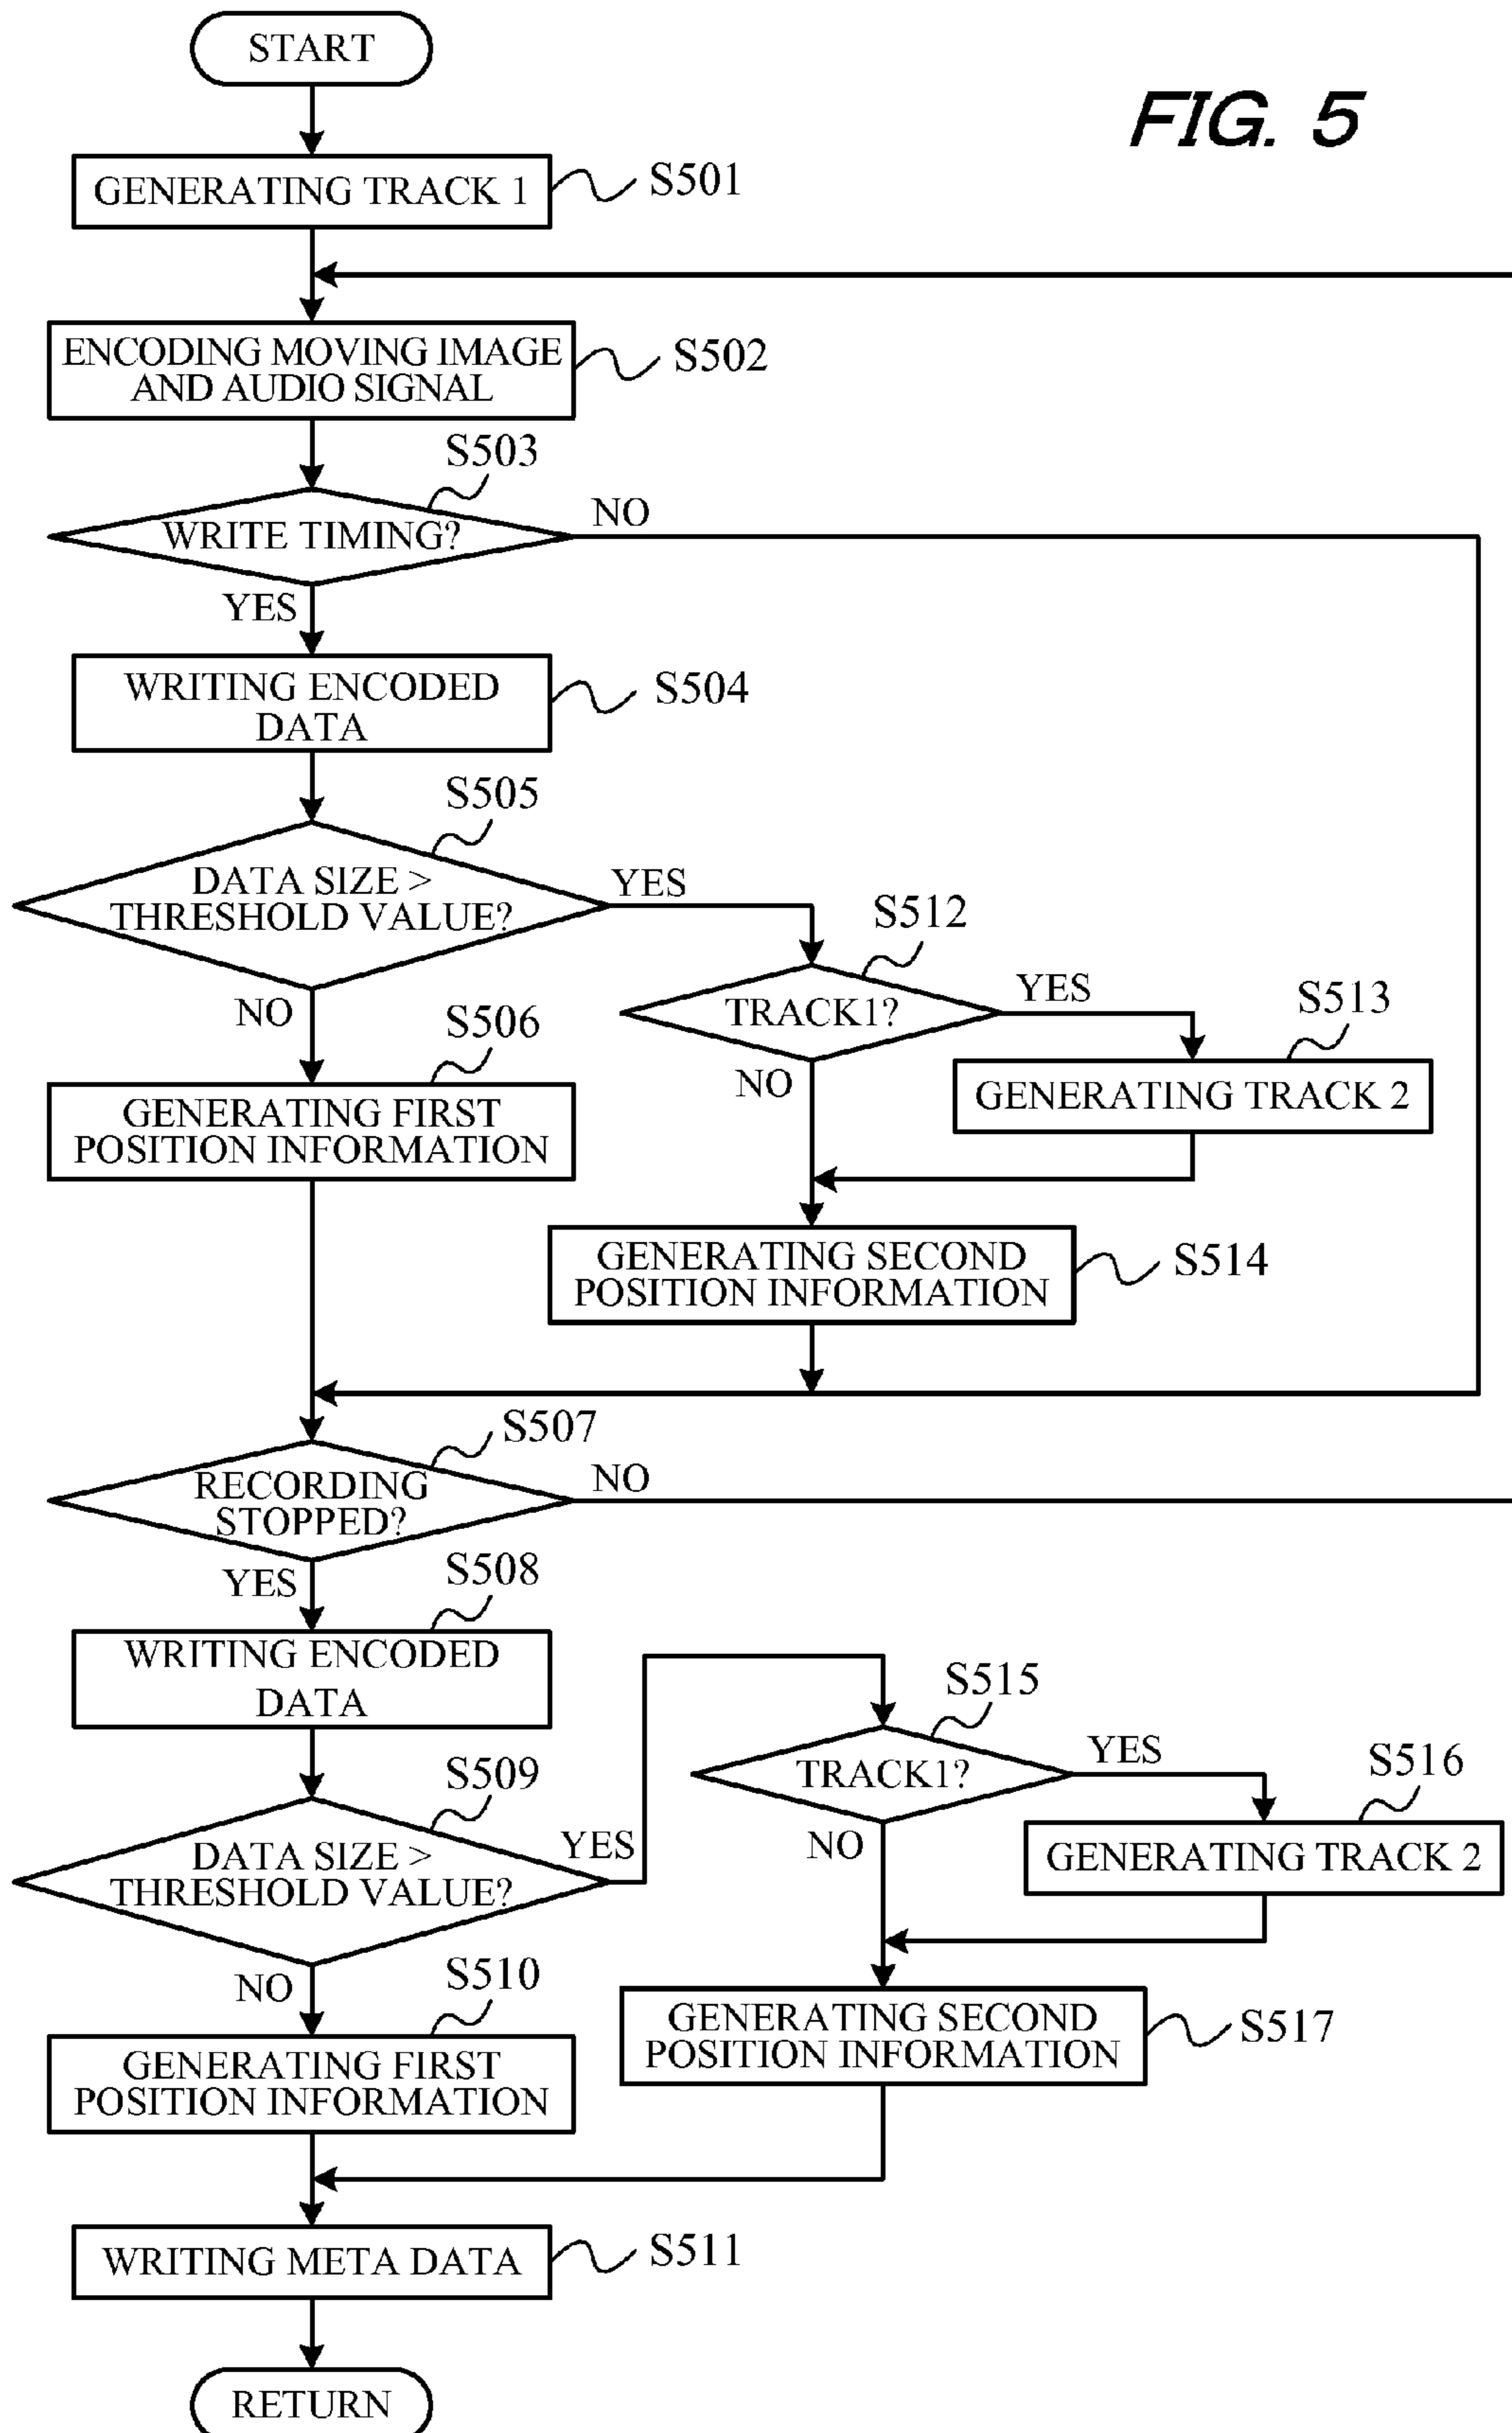 START
FIG. 5
GENERATING TRACK 1
S501
ENCODING MOVING IMAGE
AND AUDIO SIGNAL
S502
S503
WRITE TIMING?
NO
YES
WRITING ENCODED
DATA
S504
S505
DATA SIZE >
THRESHOLD VALUE?
YES
NO
S512
TRACK1?
YES
NO
S513
GENERATING TRACK 2
S506
GENERATING FIRST
POSITION INFORMATION
GENERATING SECOND
POSITION INFORMATION
S514
S507
RECORDING
STOPPED?
NO
YES
S508
WRITING ENCODED
DATA
S509
DATA SIZE >
THRESHOLD VALUE?
YES
NO
S515
TRACK1?
YES
NO
S516
GENERATING TRACK 2
S510
GENERATING FIRST
POSITION INFORMATION
GENERATING SECOND
POSITION INFORMATION
S517
WRITING META DATA
S511
RETURN